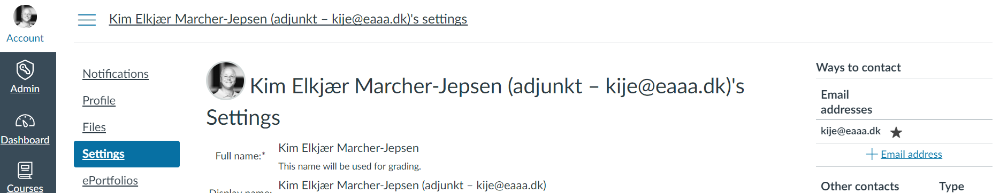 Account
Admin
Dashboard
Courses
Kim Elkjær Marcher-Jepsen (adjunkt – kije@eaaa.dk)'s settings
Notifications
Profile
Files
Settings
ePortfolios
Kim Elkjær Marcher-Jepsen (adjunkt – kije@eaaa.dk)'s
Settings
Full name:* Kim Elkjær Marcher-Jepsen
This name will be used for grading.
Display name: Kim Elkjær Marcher-Jepsen (adjunkt – kije@eaaa.dk)
Ways to contact
Email
addresses
kije@eaaa.dk ★
+ Email address
Other contacts Type